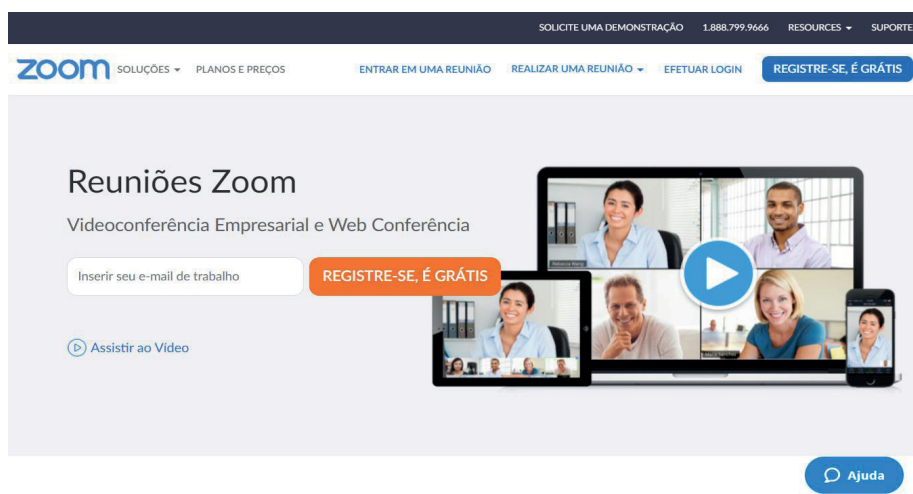 SOLICITE UMA DEMONSTRAÇÃO 1.888.799.9666 RESOURCES SUPORTE
zoom SOLUÇÕES PLANOS E PREÇOS ENTRAR EM UMA REUNIÃO REALIZAR UMA REUNIÃO EFETUAR LOGIN REGISTRE-SE, É GRÁTIS
Reuniões Zoom
Videoconferência Empresarial e Web Conferência
Inserir seu e-mail de trabalho REGISTRE-SE, É GRÁTIS
Assistir ao Vídeo
Ajuda